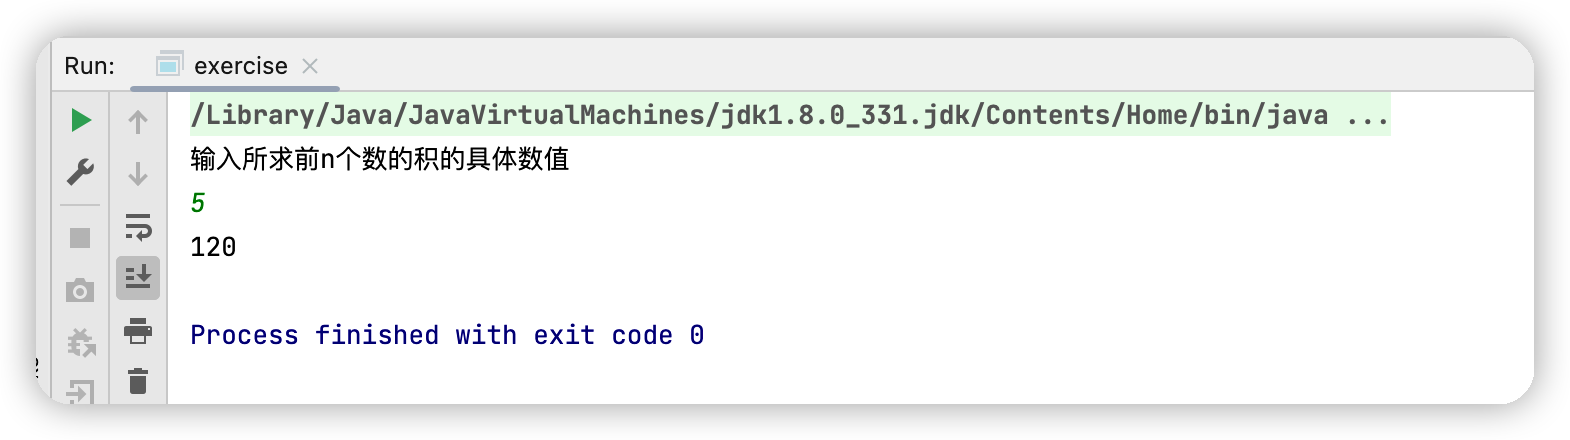 Run: exercise
/Library/Java/JavaVirtualMachines/jdk1.8.0_331.jdk/Contents/Home/bin/java ...
输入所求前n个数的积的具体数值
5
120
Process finished with exit code 0